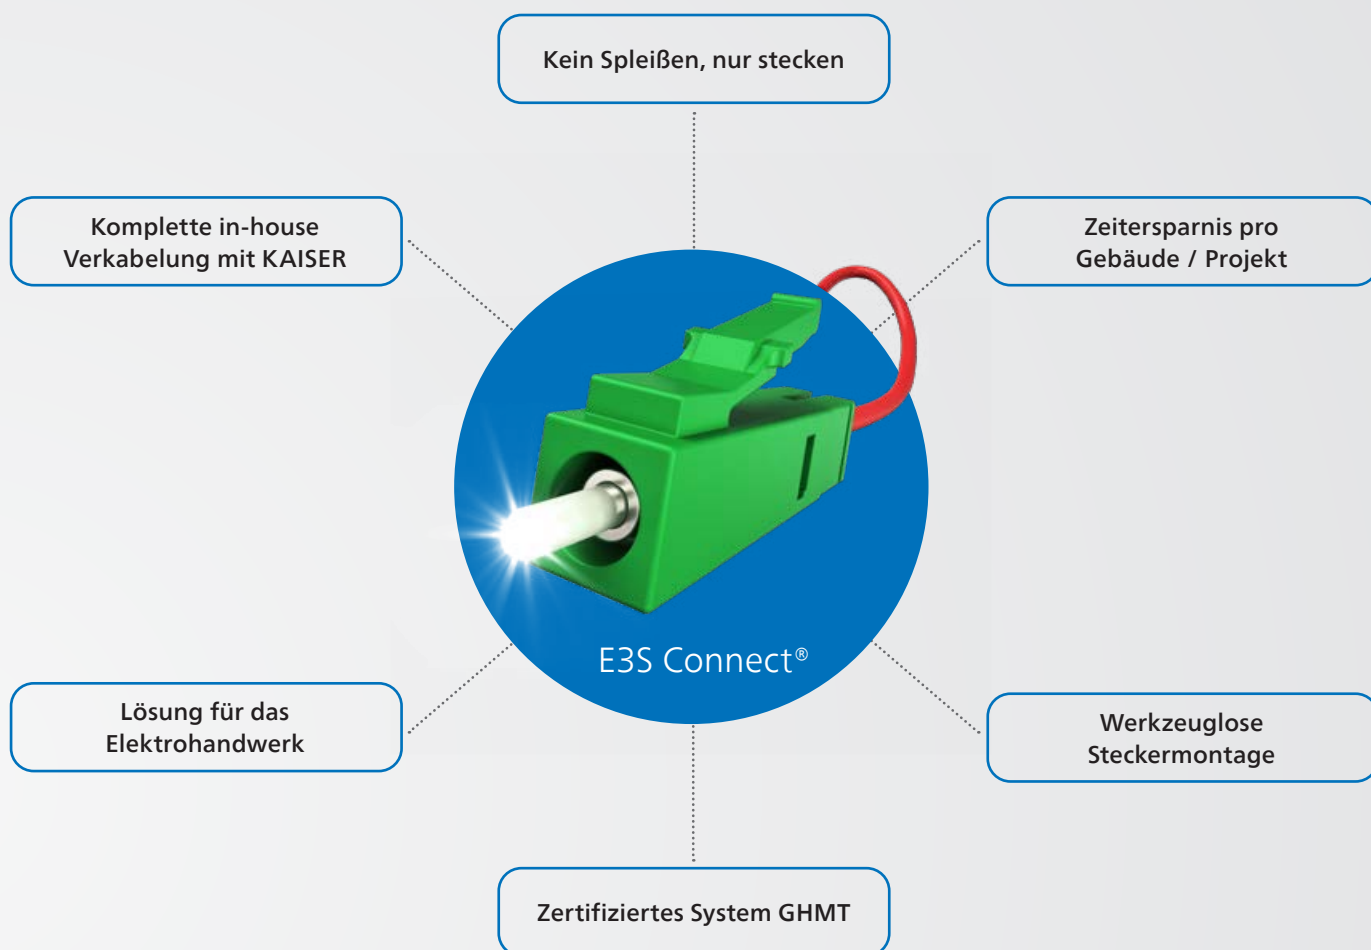 Kein Spleißen, nur stecken
Komplette in-house
Verkabelung mit KAISER
Zeitersparnis pro
Gebäude / Projekt
E3S Connect®
Lösung für das
Elektrohandwerk
Werkzeuglose
Steckermontage
Zertifiziertes System GHMT